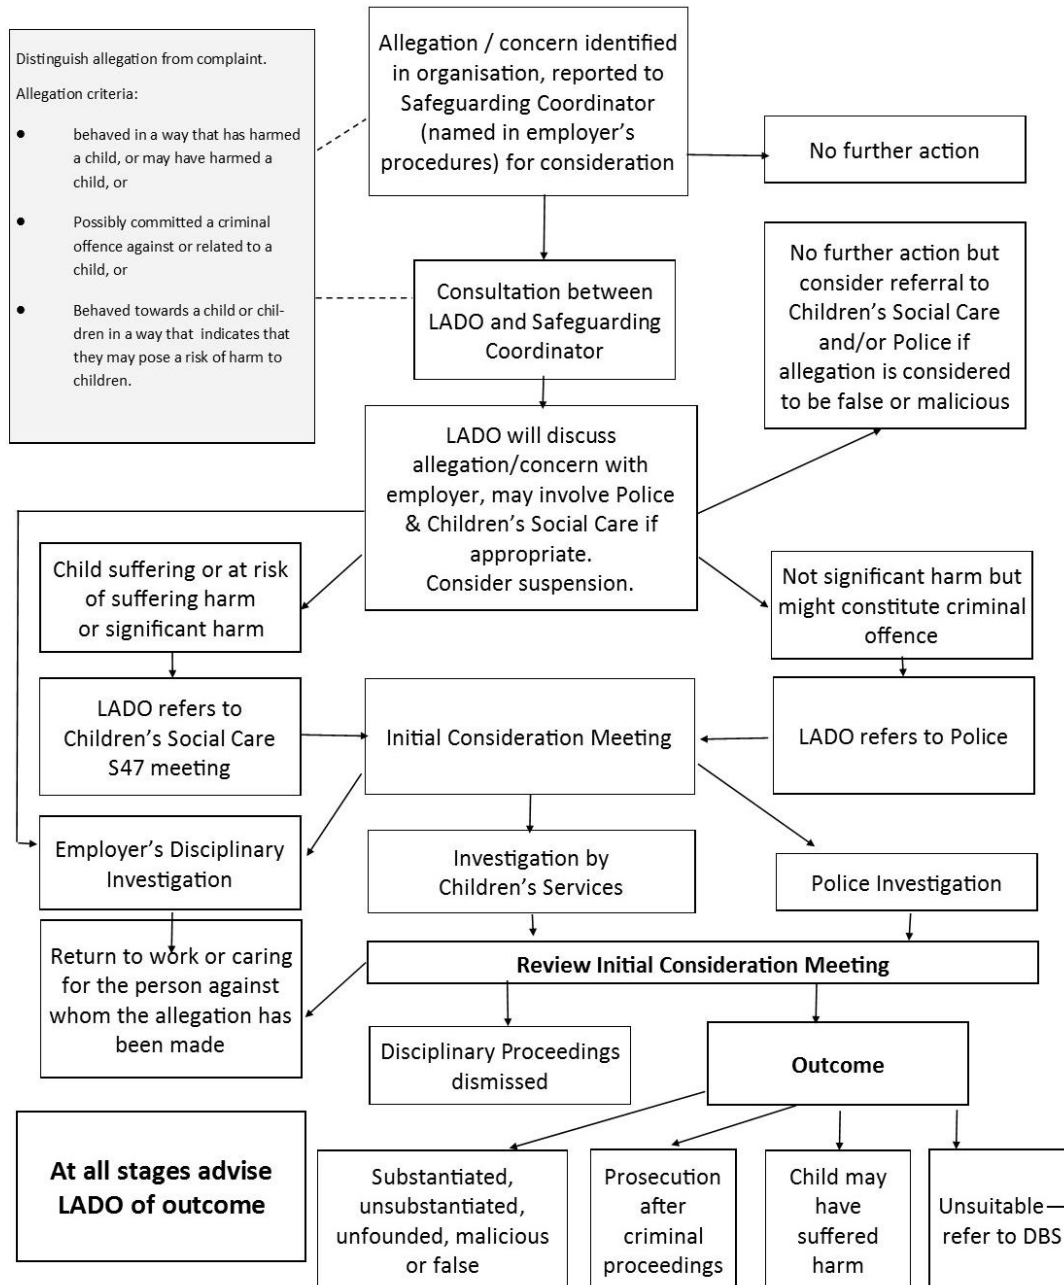 Distinguish allegation from complaint.
Allegation criteria:
● behaved in a way that has harmed
a child, or may have harmed a
child, or
● Possibly committed a criminal
offence against or related to a
child, or
● Behaved towards a child or chil-
dren in a way that indicates that
they may pose a risk of harm to
children.
Allegation / concern identified
in organisation, reported to
Safeguarding Coordinator
(named in employer's
procedures) for consideration
No further action
Consultation between
LADO and Safeguarding
Coordinator
No further action but
consider referral to
Children's Social Care
and/or Police if
allegation is considered
to be false or malicious
LADO will discuss
allegation/concern with
employer, may involve Police
& Children's Social Care if
appropriate.
Consider suspension.
Child suffering or at risk
of suffering harm
or significant harm
Not significant harm but
might constitute criminal
offence
LADO refers to
Children's Social Care
S47 meeting
Initial Consideration Meeting
LADO refers to Police
Employer's Disciplinary
Investigation
Investigation by
Children's Services
Police Investigation
Return to work or caring
for the person against
whom the allegation has
been made
Review Initial Consideration Meeting
Disciplinary Proceedings
dismissed
Outcome
At all stages advise
LADO of outcome
Substantiated,
unsubstantiated,
unfounded, malicious
or false
Prosecution
after
criminal
proceedings
Child may
have
suffered
harm
Unsuitable—
refer to DBS